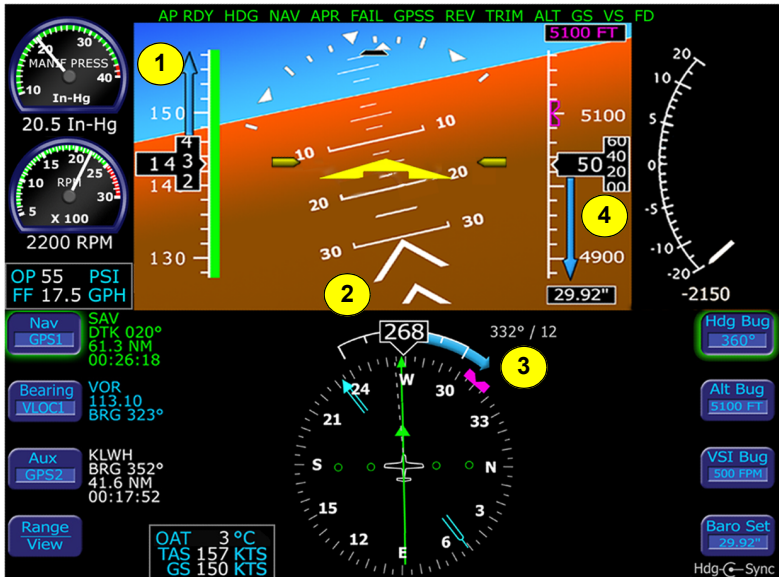 AP RDY HDG NAV APR FAIL GPSS REV TRIM ALT GS VS FD
10 20 30 40
MANIF PRESS
In-Hg
20.5 In-Hg
5 10 15 20 25 30
RPM
X 100
2200 RPM
OP 55 PSI
FF 17.5 GPH
1
150
14
4
3
2
14
130
10 10
20 20
30 30
2
5100 FT
5100
50
60
40
20
00
4
4900
29.92"
20
10
5
0
-5
-10
-20
-2150
Nav
GPS1
SAV
DTK 020°
61.3 NM
00:26:18
Bearing
VLOC1
VOR
113.10
BRG 323°
Aux
GPS2
KLWH
BRG 352°
41.6 NM
00:17:52
Range
View
268
332° / 12
3
W
24 30
21 33
S N
15 3
12 6
E
OAT 3 °C
TAS 157 KTS
GS 150 KTS
Hdg Bug
360°
Alt Bug
5100 FT
VSI Bug
500 FPM
Baro Set
29.92"
Hdg Sync